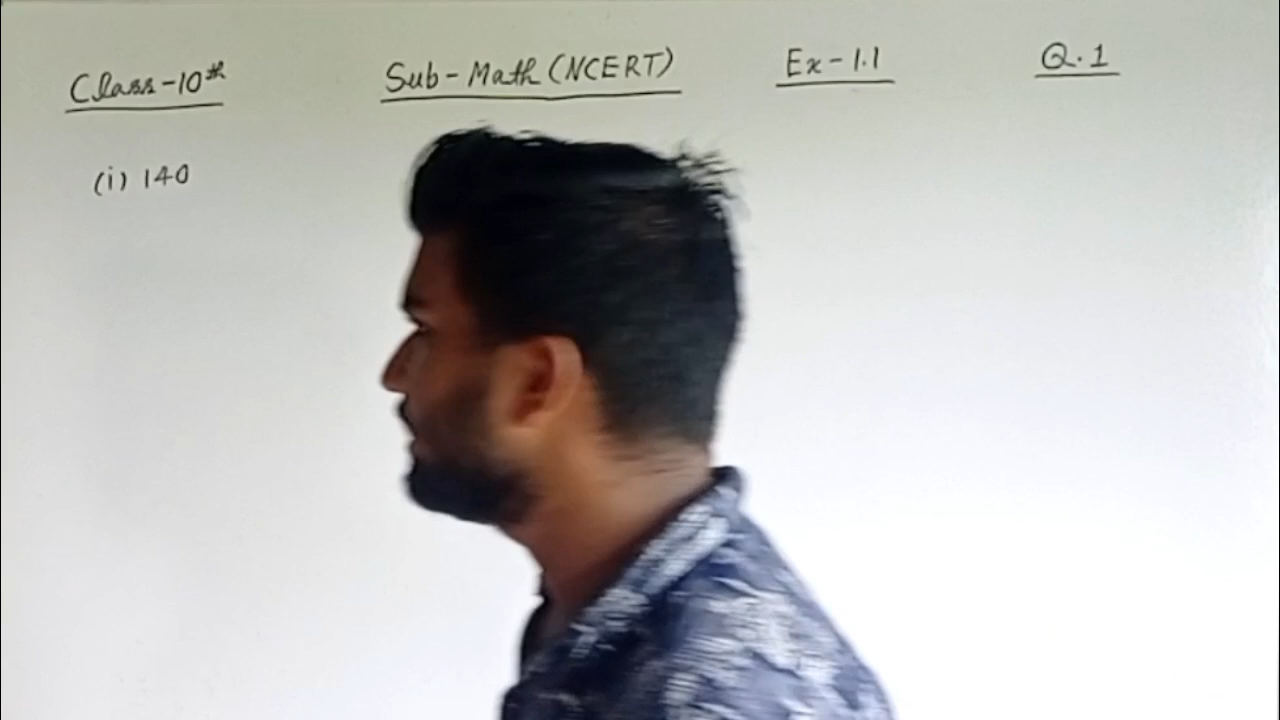 Class-10th Sub-Math (NCERT) Ex-1.1 Q.1
(i) 140